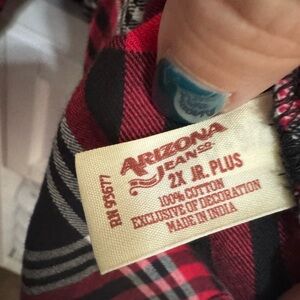 ARIZONA
JEAN CO.
2X JR. PLUS
100% COTTON
EXCLUSIVE OF DECORATION
MADE IN INDIA
RN 93677